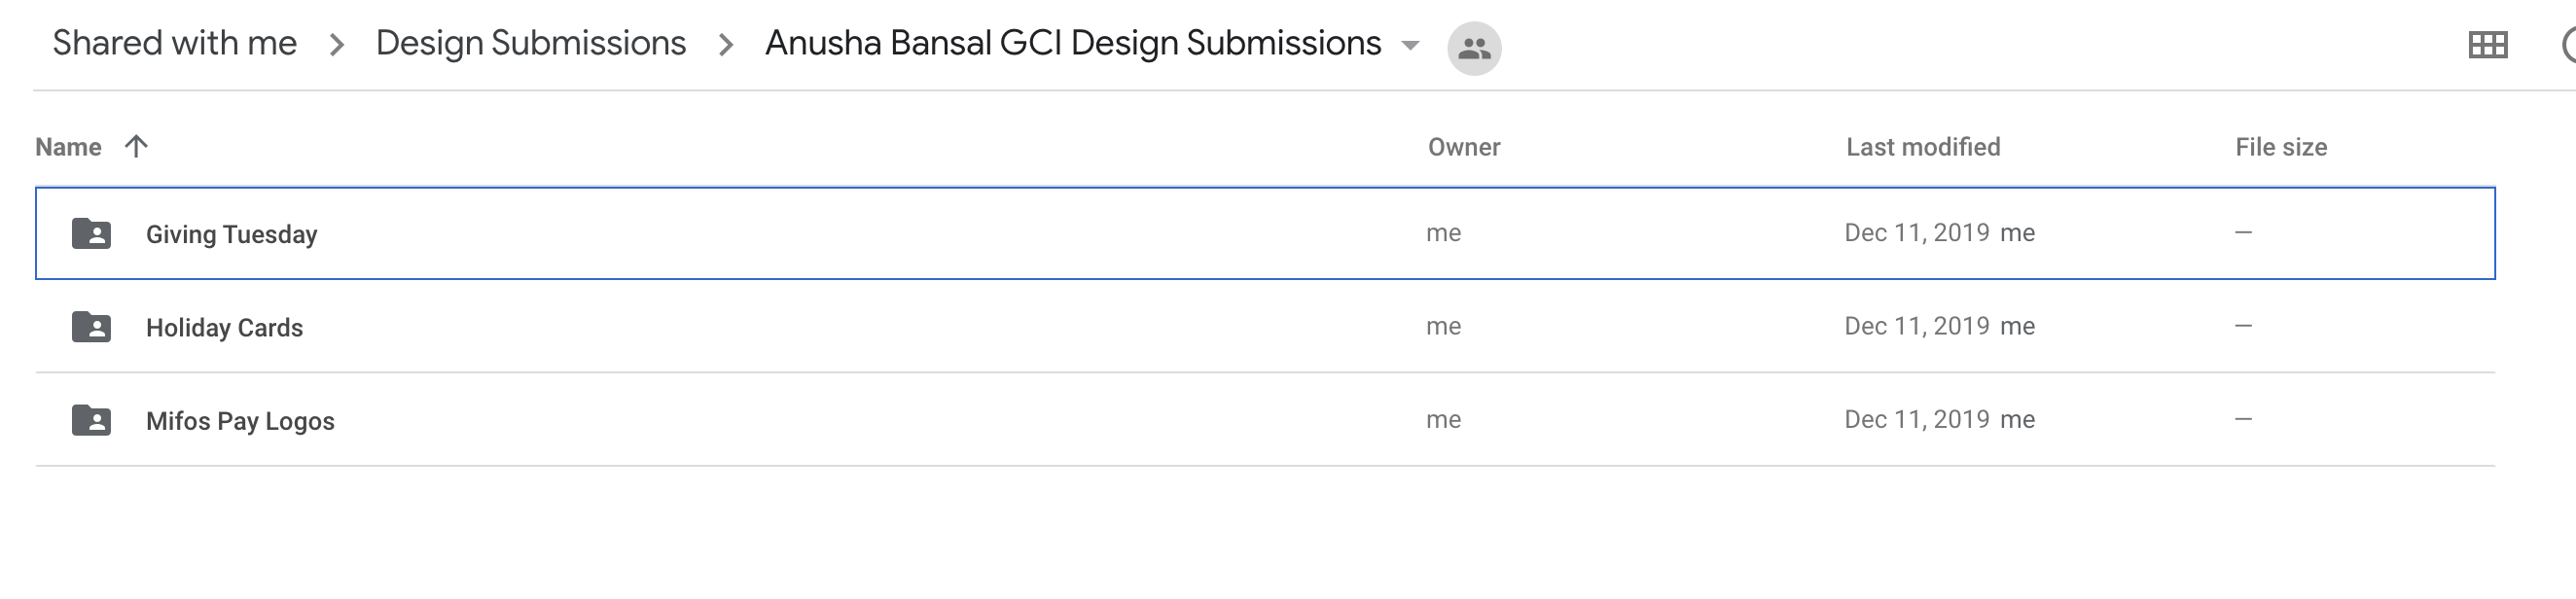 Shared with me > Design Submissions > Anusha Bansal GCI Design Submissions
Name Owner Last modified File size
Giving Tuesday me Dec 11, 2019 me —
Holiday Cards me Dec 11, 2019 me —
Mifos Pay Logos me Dec 11, 2019 me —